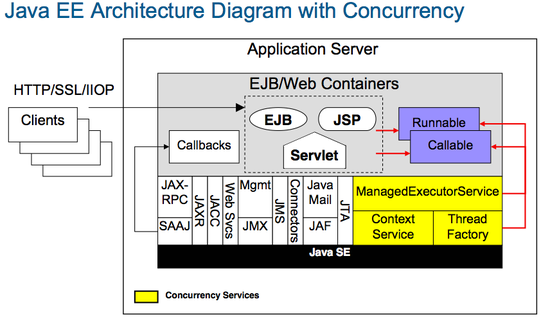 Java EE Architecture Diagram with Concurrency
Application Server
EJB/Web Containers
HTTP/SSL/IIOP
Clients
EJB
JSP
Servlet
Callbacks
Runnable
Callable
JAX-
RPC
SAAJ
JAXR
JACC
Web Svcs
Mgmt
JMX
JMS
Connectors
Java
Mail
JAF
JTA
ManagedExecutorService
Context
Service
Thread
Factory
Java SE
Concurrency Services